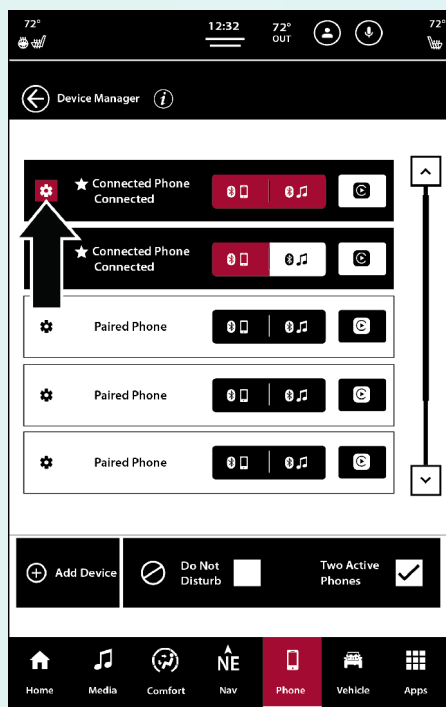 72°
12:32
72°
OUT
72°
Device Manager
i
Connected Phone
Connected
Connected Phone
Connected
Paired Phone
Paired Phone
Paired Phone
Add Device
Do Not
Disturb
Two Active
Phones
NE
Home
Media
Comfort
Nav
Phone
Vehicle
Apps